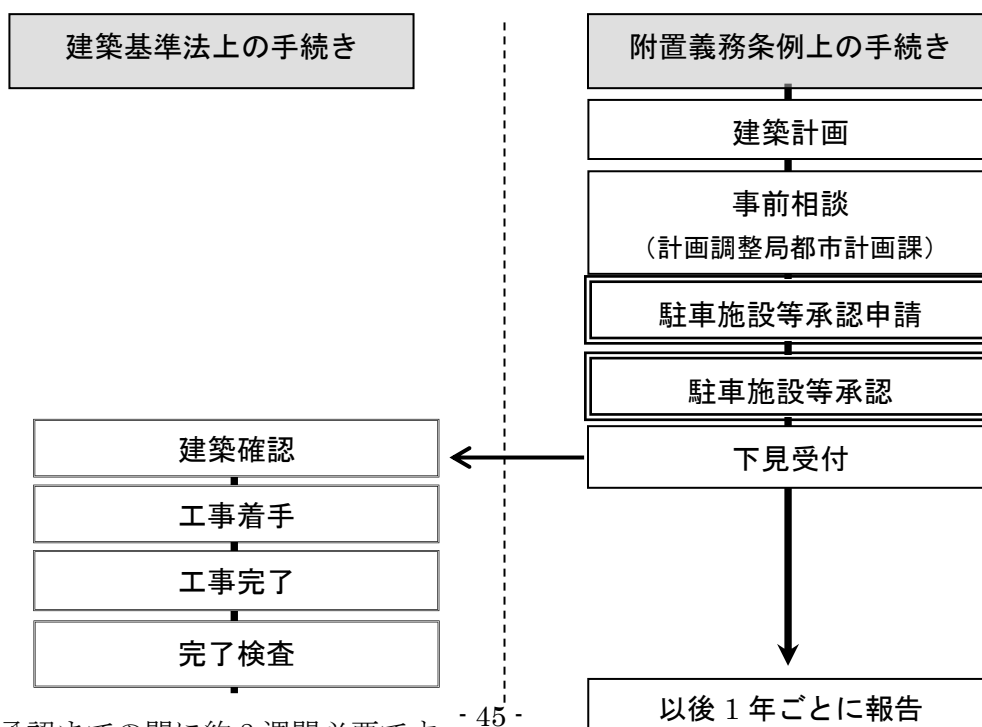 建築基準法上の手続き
附置義務条例上の手続き
建築計画
事前相談
（計画調整局都市計画課）
駐車施設等承認申請
駐車施設等承認
下見受付
建築確認
工事着手
工事完了
完了検査
以後 1 年ごとに報告
- 45 -